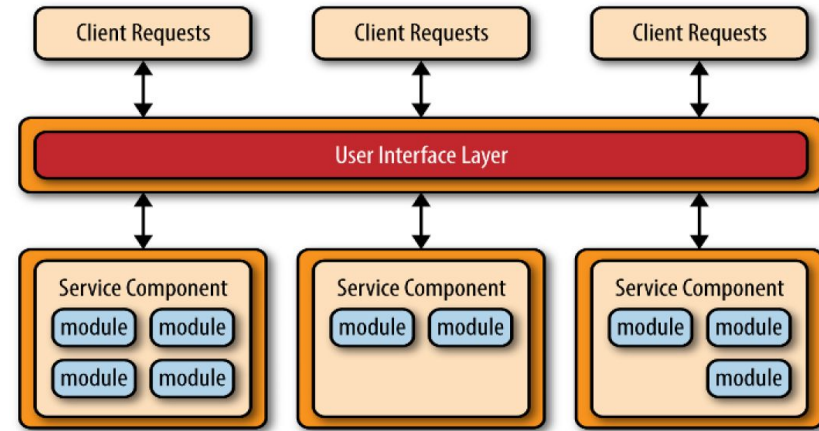 Client Requests
Client Requests
Client Requests
User Interface Layer
Service Component
module module
module module
Service Component
module module
Service Component
module module
module